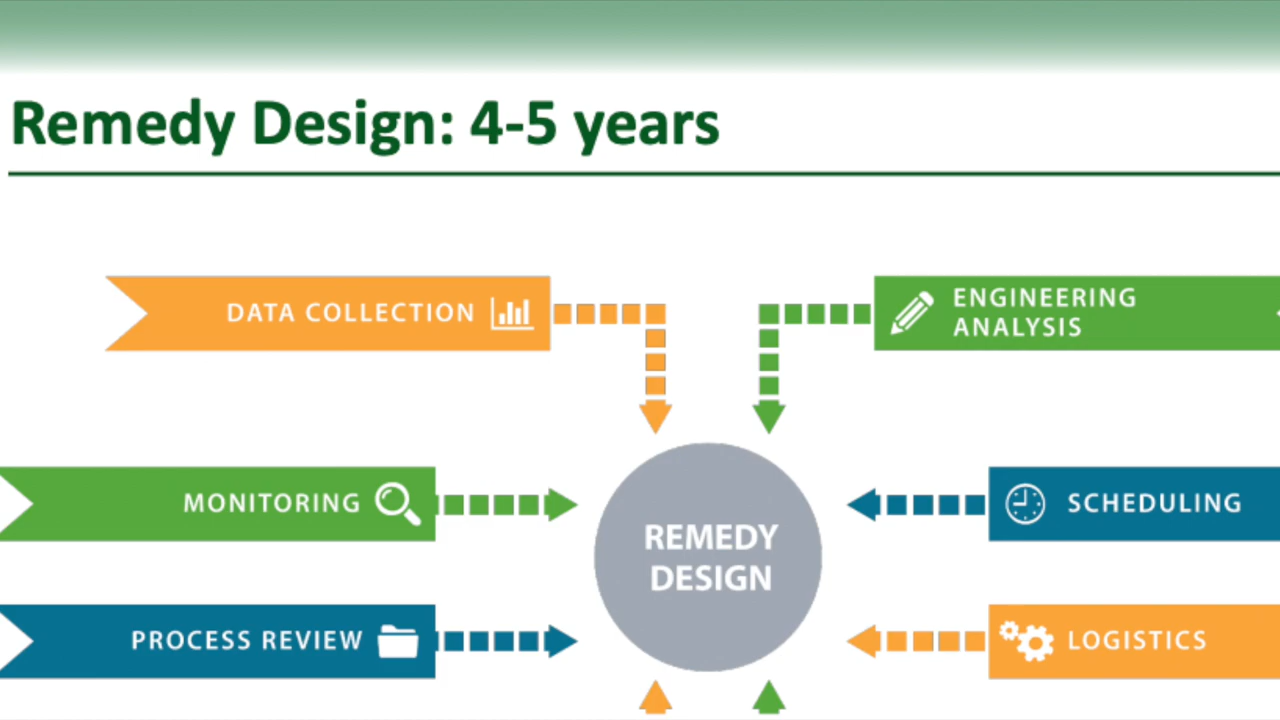 Remedy Design: 4-5 years
DATA COLLECTION
ENGINEERING
ANALYSIS
MONITORING
SCHEDULING
REMEDY
DESIGN
PROCESS REVIEW
LOGISTICS